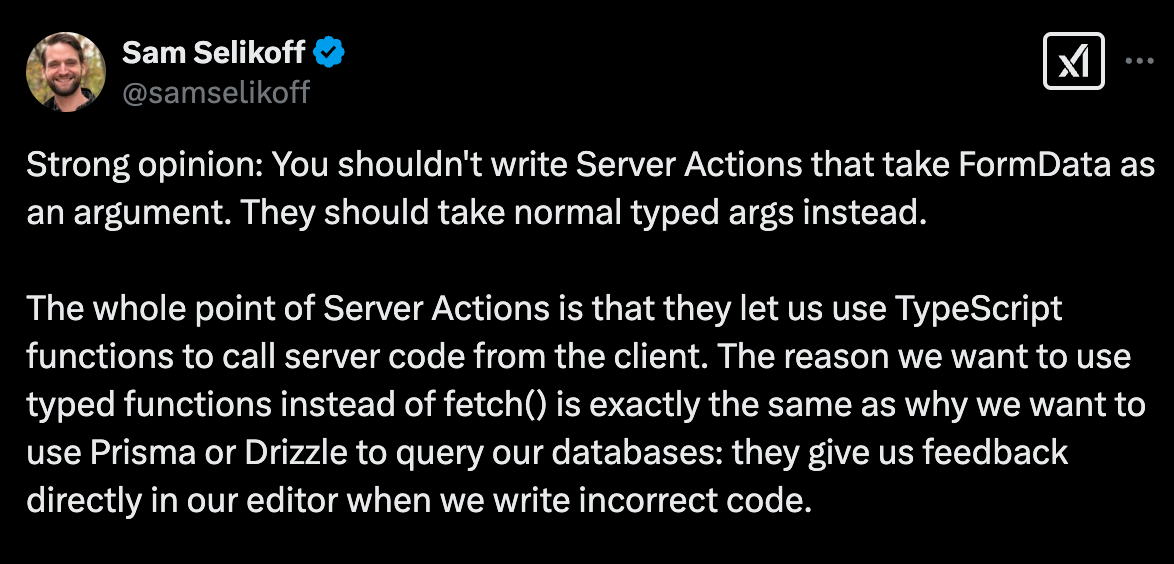 Sam Selikoff
@samselikoff
Strong opinion: You shouldn't write Server Actions that take FormData as
an argument. They should take normal typed args instead.
The whole point of Server Actions is that they let us use TypeScript
functions to call server code from the client. The reason we want to use
typed functions instead of fetch() is exactly the same as why we want to
use Prisma or Drizzle to query our databases: they give us feedback
directly in our editor when we write incorrect code.